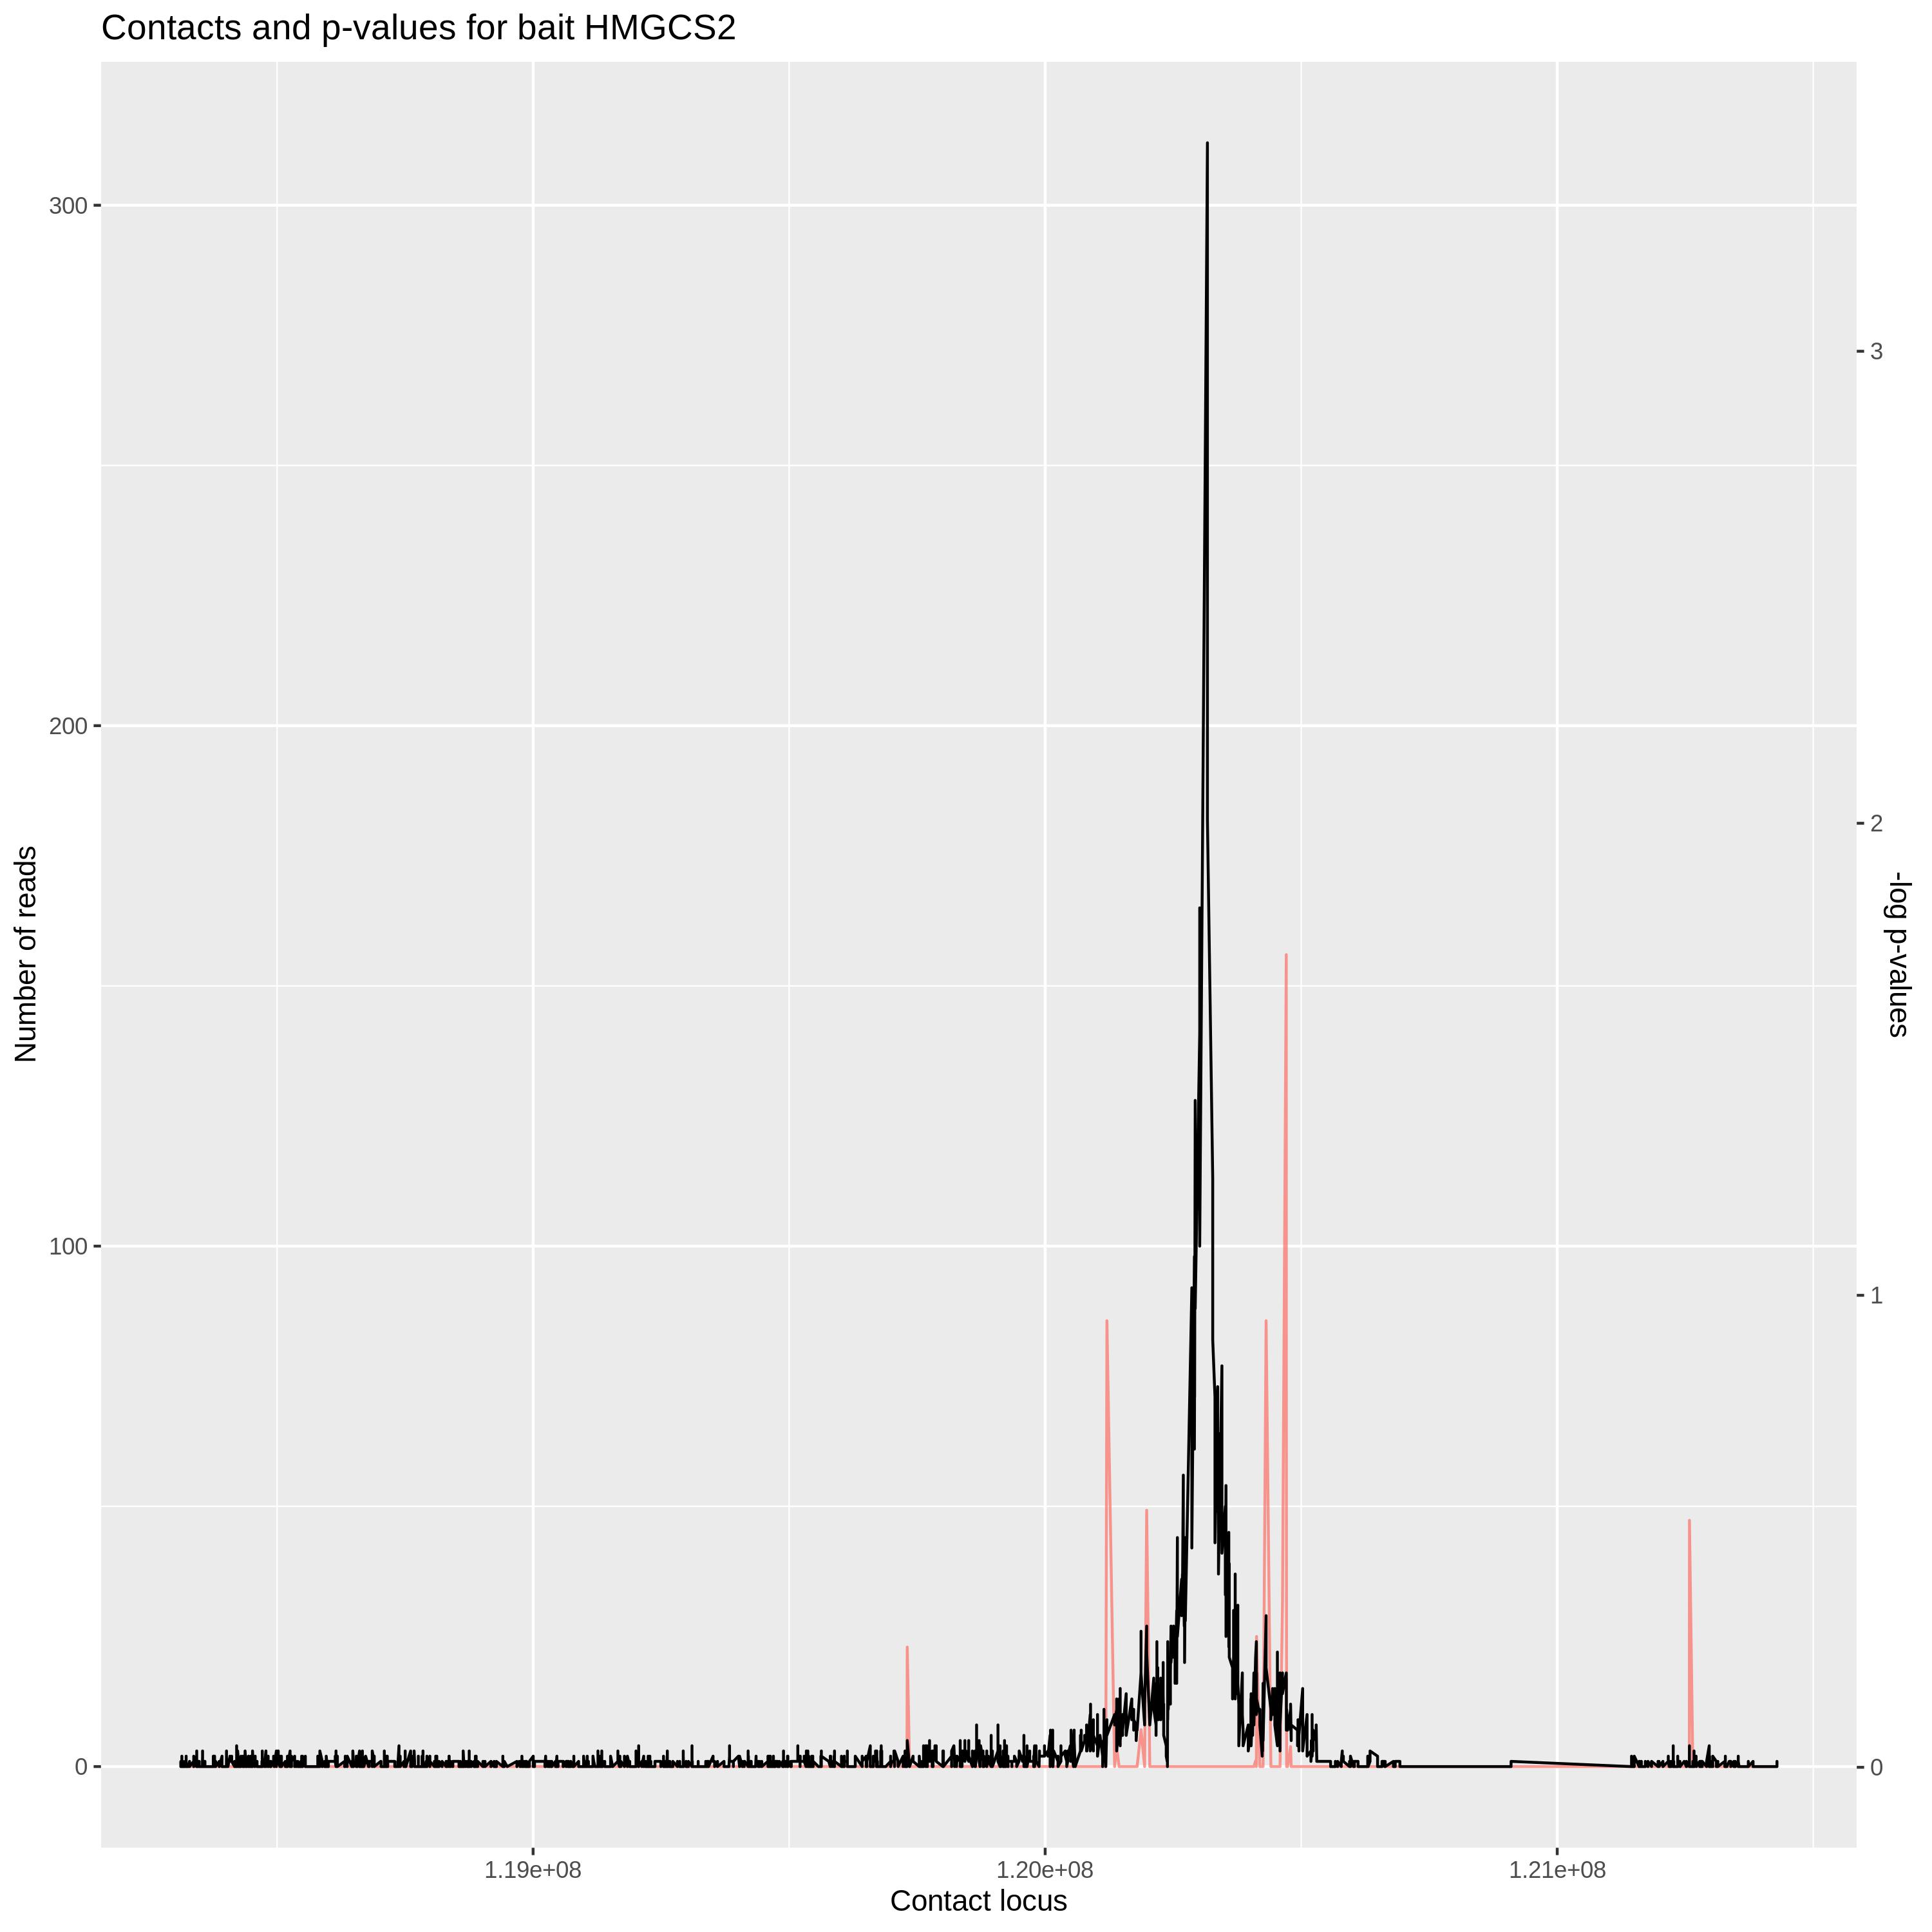 Contacts and p-values for bait HMGCS2
300
200
100
0
Number of reads
3
2
1
0
-log p-values
1.19e+08
1.20e+08
1.21e+08
Contact locus